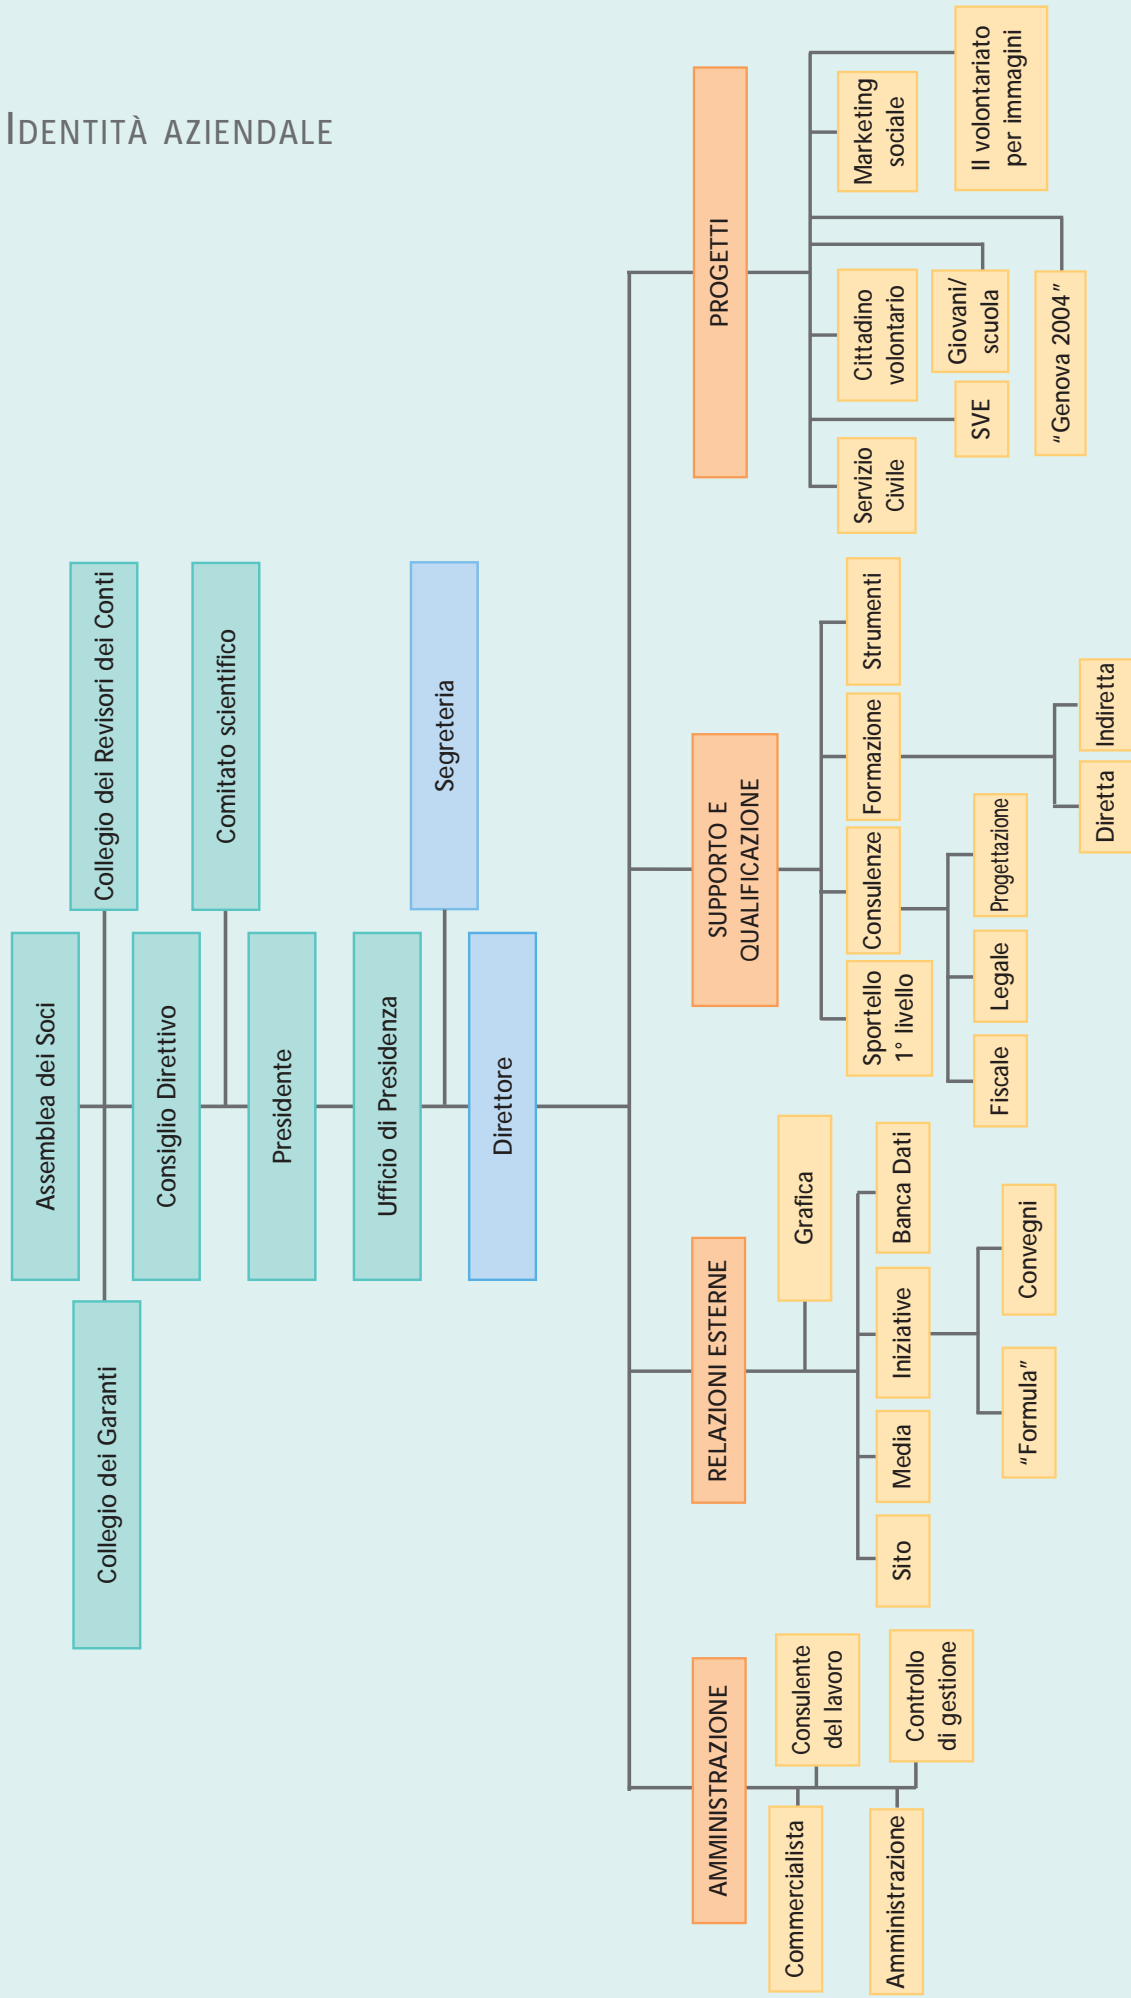 IDENTITÀ AZIENDALE
Assemblea dei Soci
Collegio dei Garanti
Collegio dei Revisori dei Conti
Consiglio Direttivo
Comitato scientifico
Presidente
Ufficio di Presidenza
Segreteria
Direttore
AMMINISTRAZIONE
Commercialista
Consulente
del lavoro
Amministrazione
Controllo
di gestione
RELAZIONI ESTERNE
Grafica
Sito
Media
Iniziative
Banca Dati
“Formula”
Convegni
SUPPORTO E
QUALIFICAZIONE
Sportello
1° livello
Consulenze
Formazione
Strumenti
Fiscale
Legale
Progettazione
Diretta
Indiretta
PROGETTI
Servizio
Civile
Cittadino
volontario
Marketing
sociale
SVE
Giovani/
scuola
Il volontariato
per immagini
“Genova 2004”